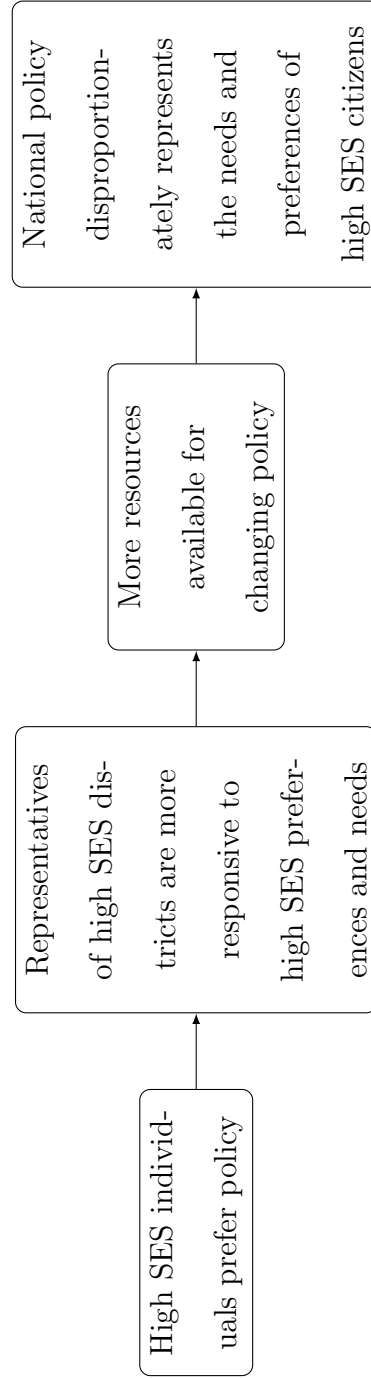 High SES individ-
uals prefer policy
Representatives
of high SES dis-
tricts are more
responsive to
high SES prefer-
ences and needs
More resources
available for
changing policy
National policy
disproportion-
ately represents
the needs and
preferences of
high SES citizens